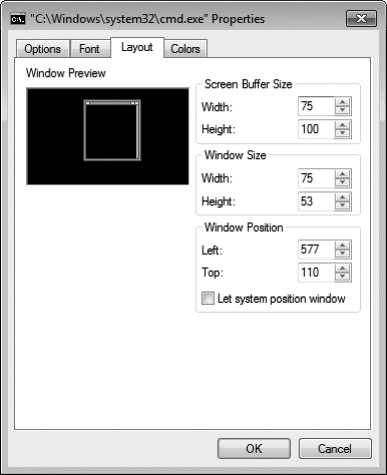 "C:\Windows\system32\cmd.exe" Properties
Options Font Layout Colors
Window Preview
Screen Buffer Size
Width: 75
Height: 100
Window Size
Width: 75
Height: 53
Window Position
Left: 577
Top: 110
Let system position window
OK Cancel